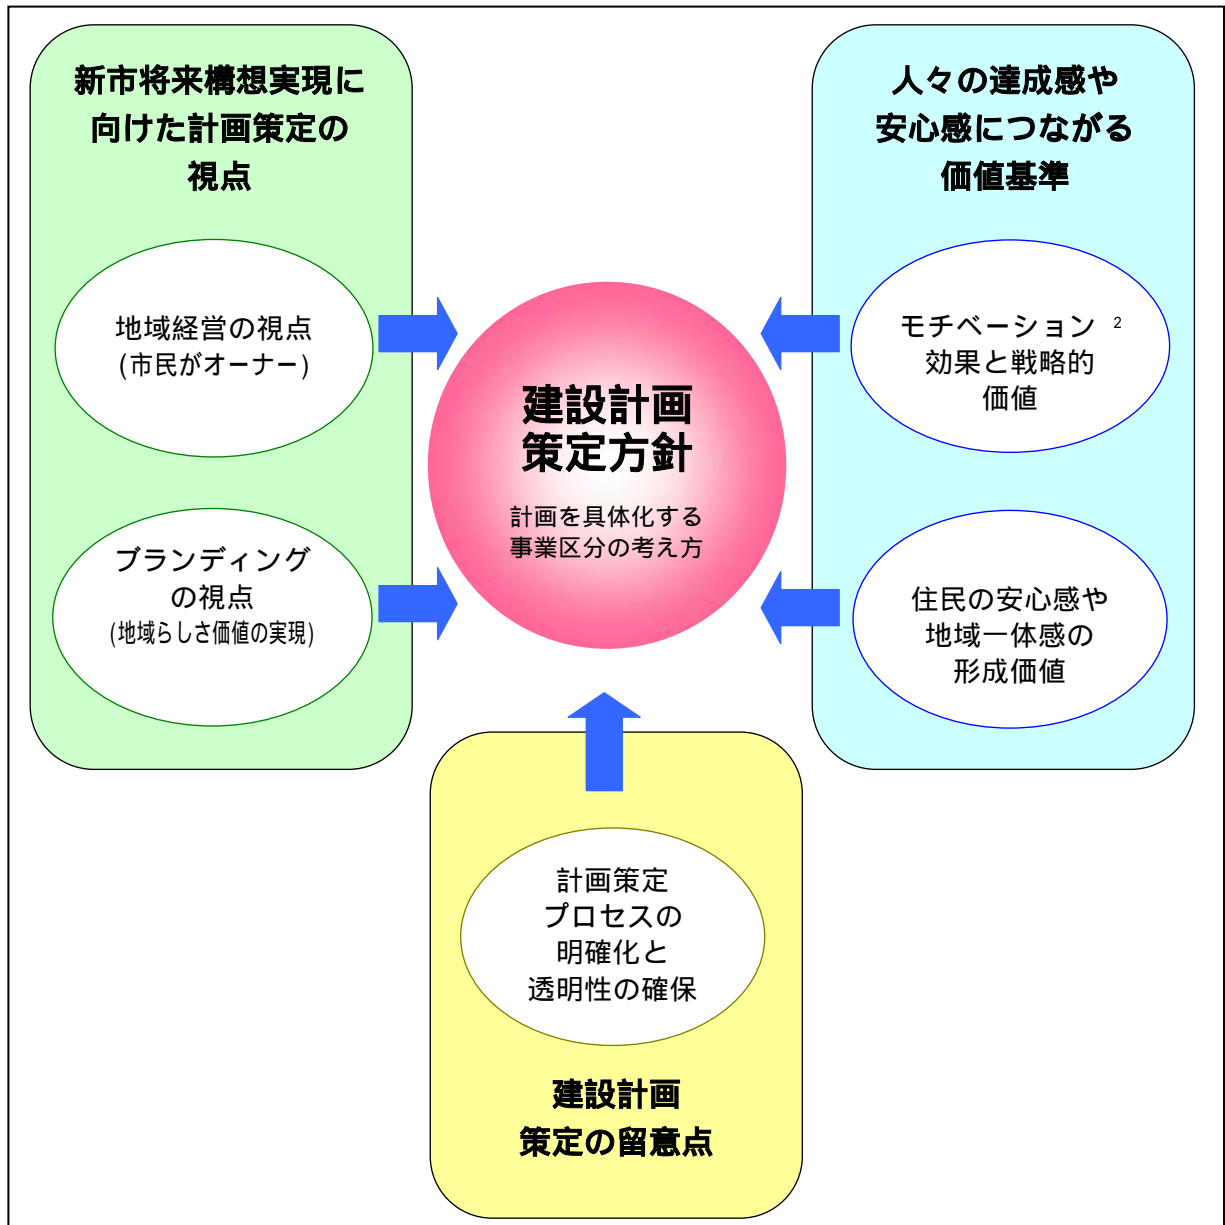 新市将来構想実現に
向けた計画策定の
視点
地域経営の視点
(市民がオーナー)
ブランディング
の視点
(地域らしさ価値の実現)
建設計画
策定方針
計画を具体化する
事業区分の考え方
人々の達成感や
安心感につながる
価値基準
モチベーション 2
効果と戦略的
価値
住民の安心感や
地域一体感の
形成価値
計画策定
プロセスの
明確化と
透明性の確保
建設計画
策定の留意点